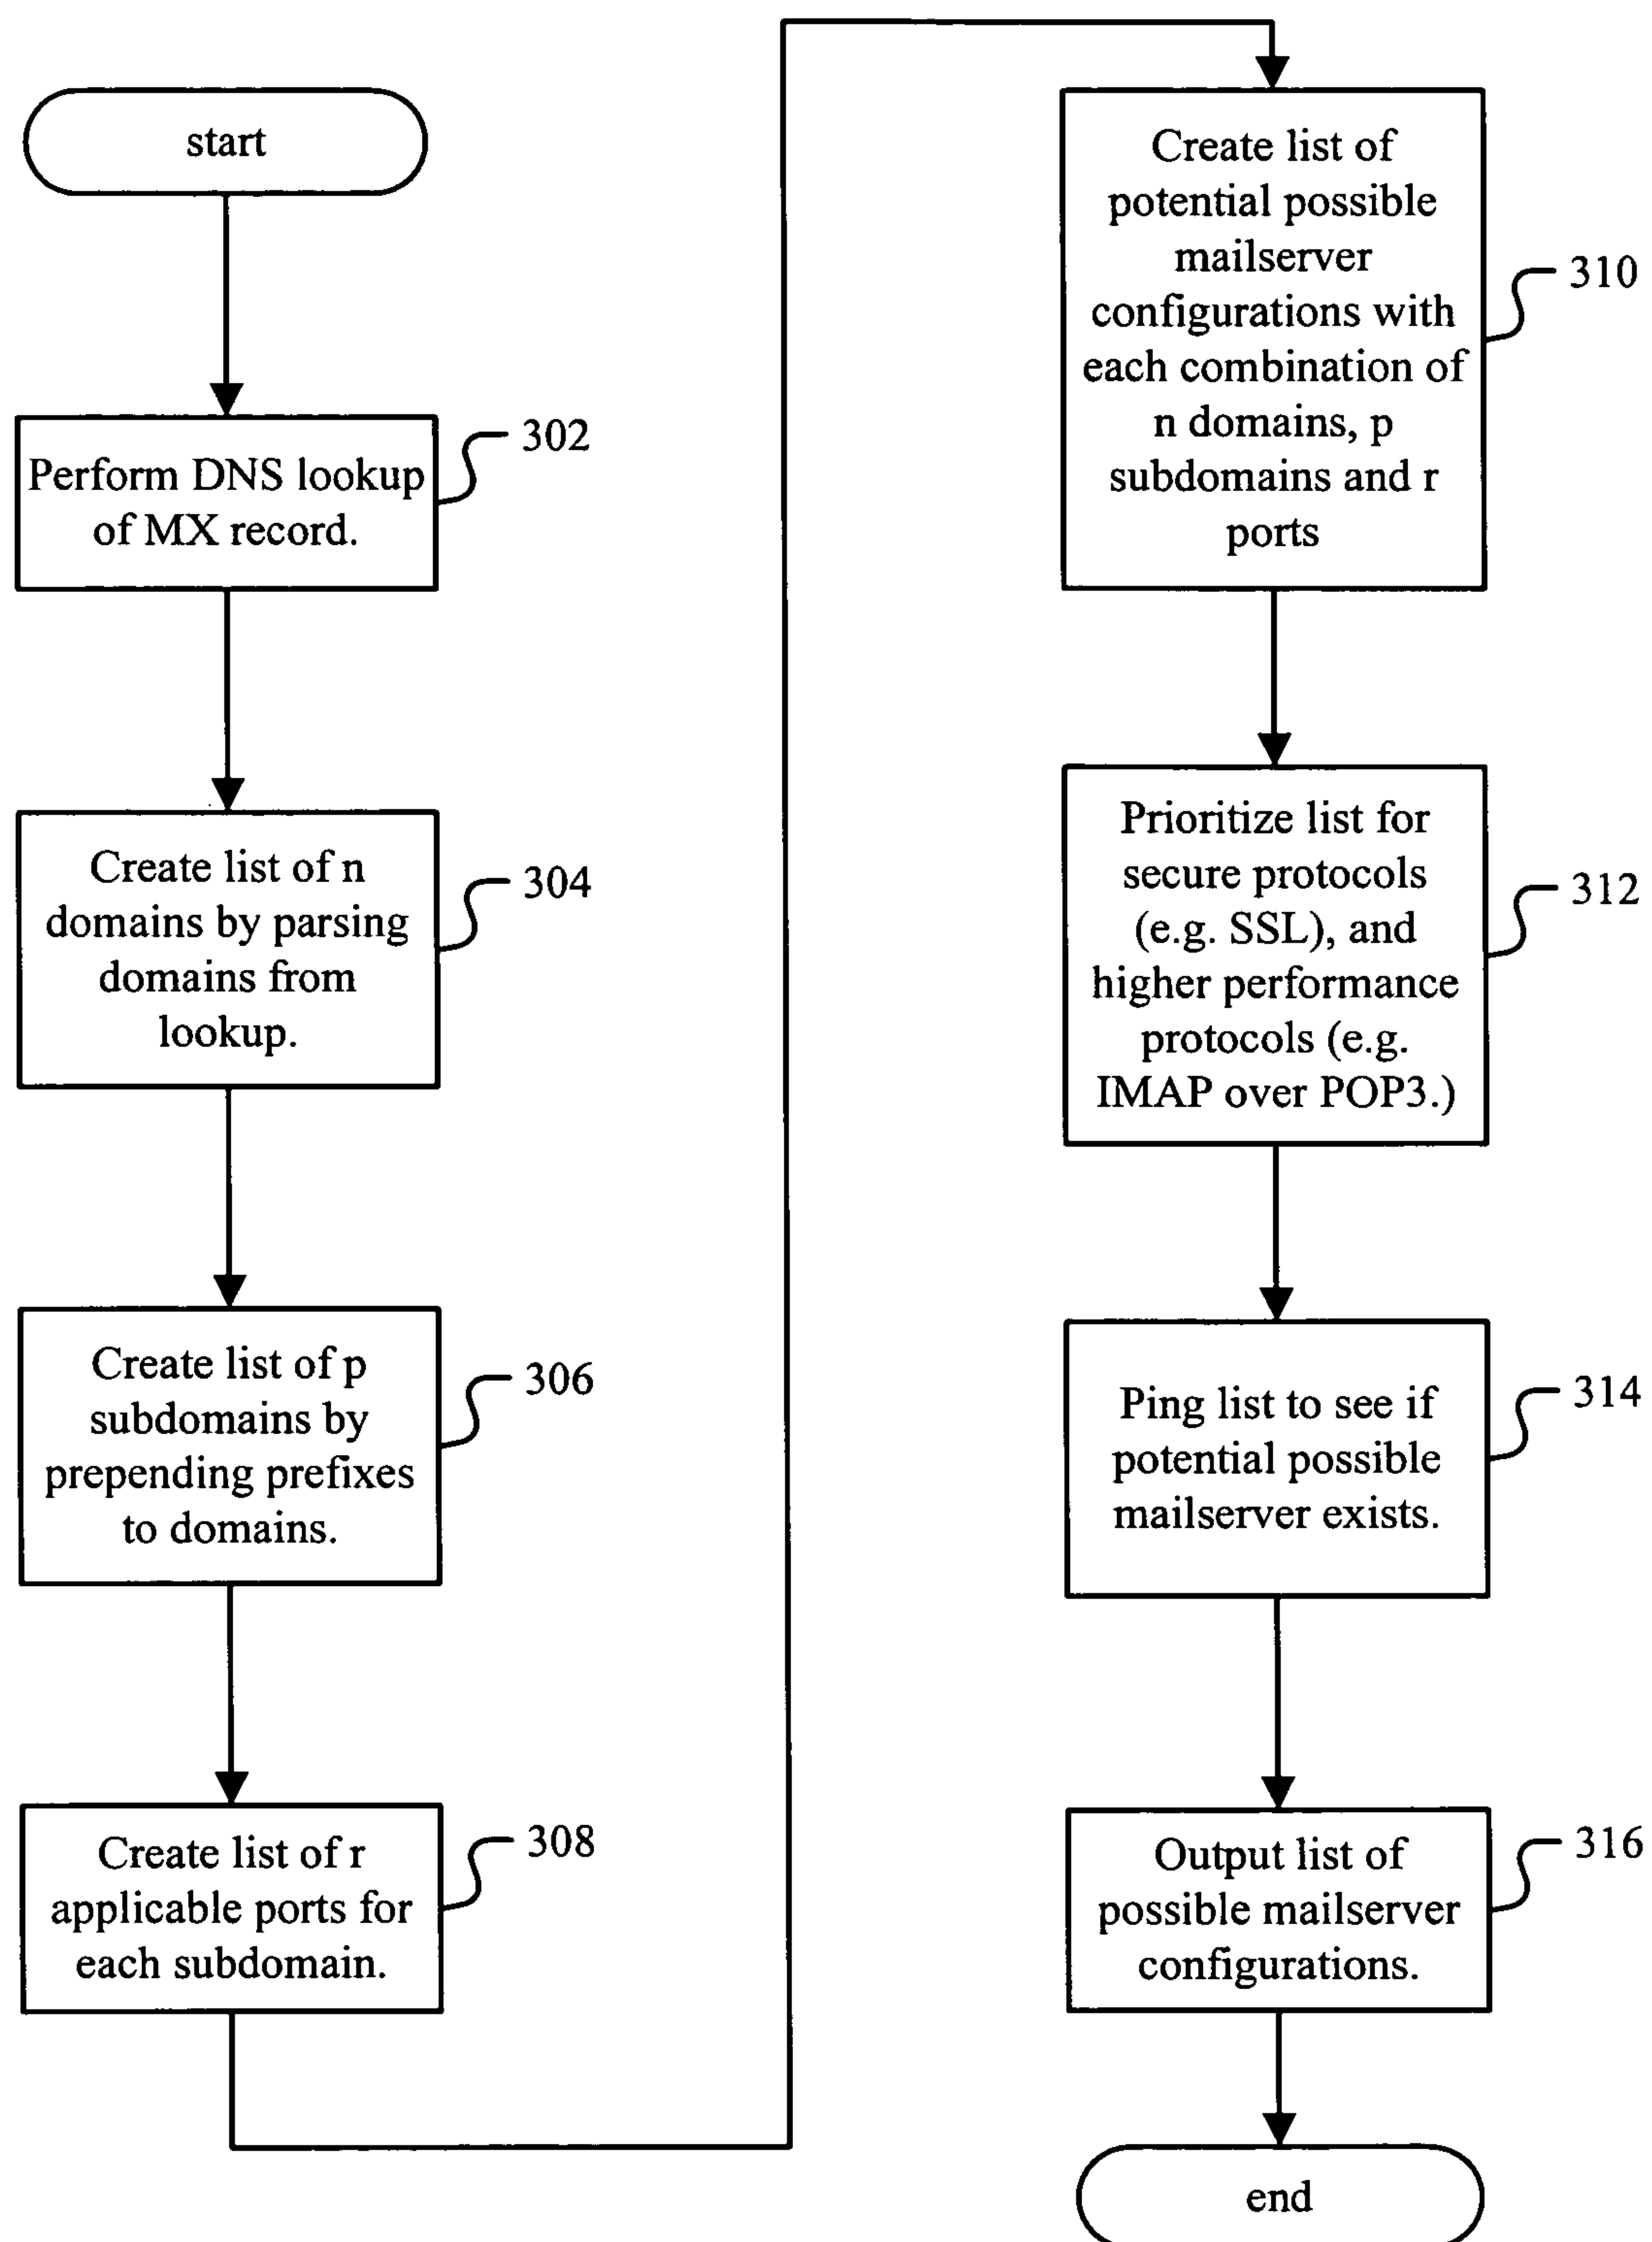 start
Perform DNS lookup
of MX record.
302
Create list of n
domains by parsing
domains from
lookup.
304
Create list of p
subdomains by
prepending prefixes
to domains.
306
Create list of r
applicable ports for
each subdomain.
308
Create list of
potential possible
mailserver
configurations with
each combination of
n domains, p
subdomains and r
ports
310
Prioritize list for
secure protocols
(e.g. SSL), and
higher performance
protocols (e.g.
IMAP over POP3.)
312
Ping list to see if
potential possible
mailserver exists.
314
Output list of
possible mailserver
configurations.
316
end